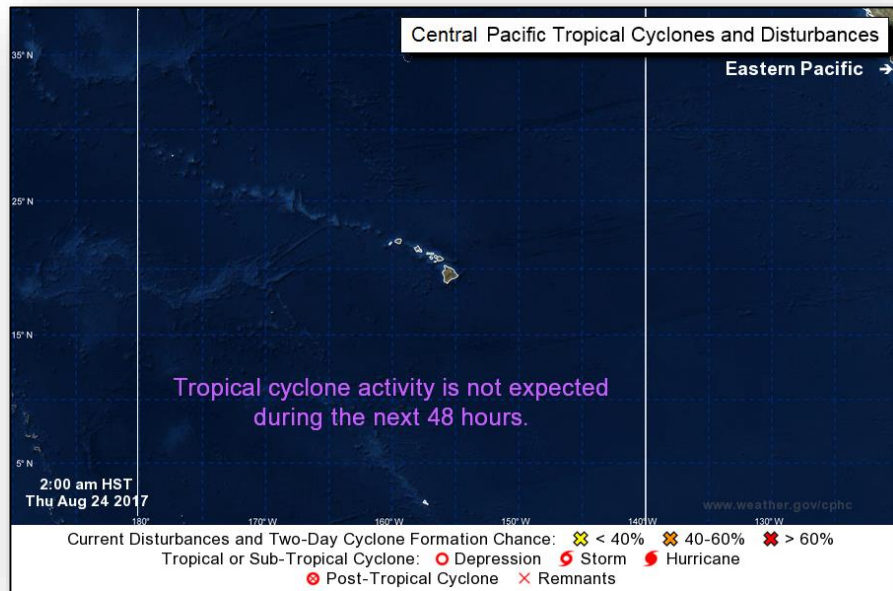 Central Pacific Tropical Cyclones and Disturbances
35° N
Eastern Pacific →
25° N
15° N
Tropical cyclone activity is not expected
during the next 48 hours.
5° N
2:00 am HST
Thu Aug 24 2017
www.weather.gov/cphc
180° 170° W 160° W 150° W 140° W 130° W
Current Disturbances and Two-Day Cyclone Formation Chance: < 40% 40-60% > 60%
Tropical or Sub-Tropical Cyclone: Depression Storm Hurricane
Post-Tropical Cyclone Remnants